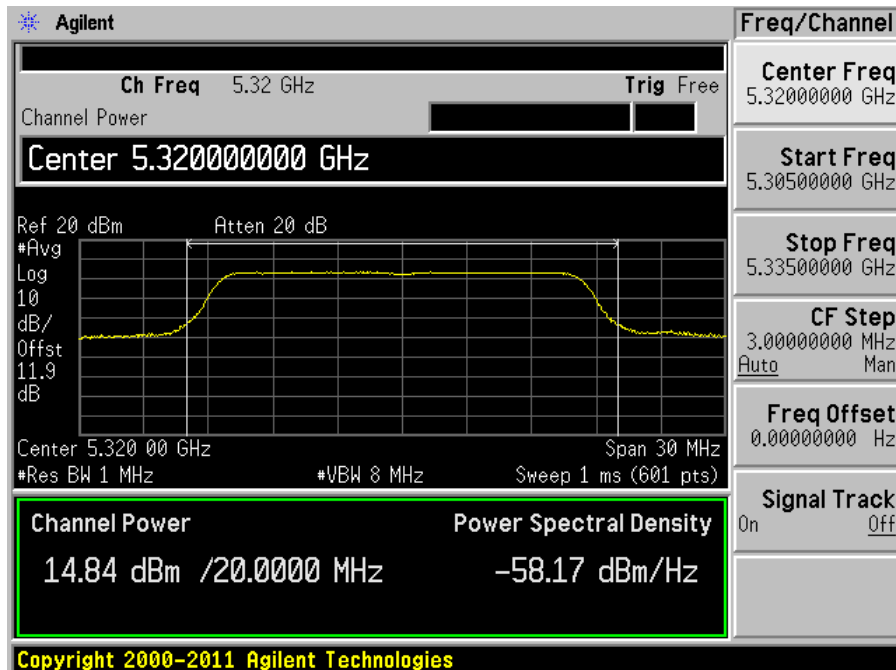 Agilent
Freq/Channel
Ch Freq 5.32 GHz Trig Free
Channel Power
Center 5.320000000 GHz
Ref 20 dBm Atten 20 dB
#Avg
Log
10
dB/
Offst
11.9
dB
Center 5.320 00 GHz Span 30 MHz
#Res BW 1 MHz #VBW 8 MHz Sweep 1 ms (601 pts)
Channel Power Power Spectral Density
14.84 dBm /20.0000 MHz -58.17 dBm/Hz
Center Freq
5.32000000 GHz
Start Freq
5.30500000 GHz
Stop Freq
5.33500000 GHz
CF Step
3.00000000 MHz
Auto Man
Freq Offset
0.00000000 Hz
Signal Track
On Off
Copyright 2000-2011 Agilent Technologies